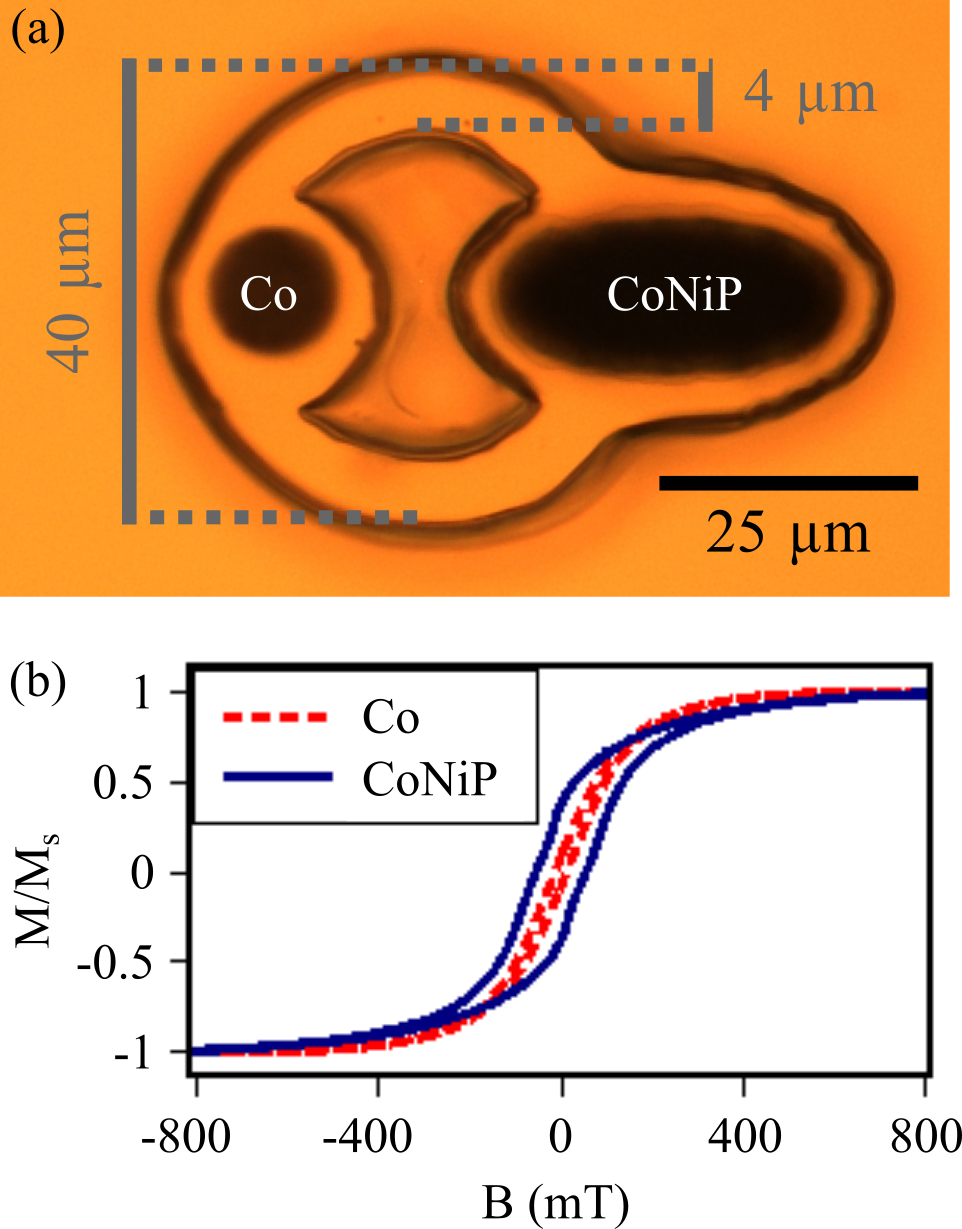 (a)
4 μm
40 μm
Co
CoNiP
25 μm
(b)
Co
CoNiP
M/Ms
1
0.5
0
-0.5
-1
-800
-400
0
400
800
B (mT)